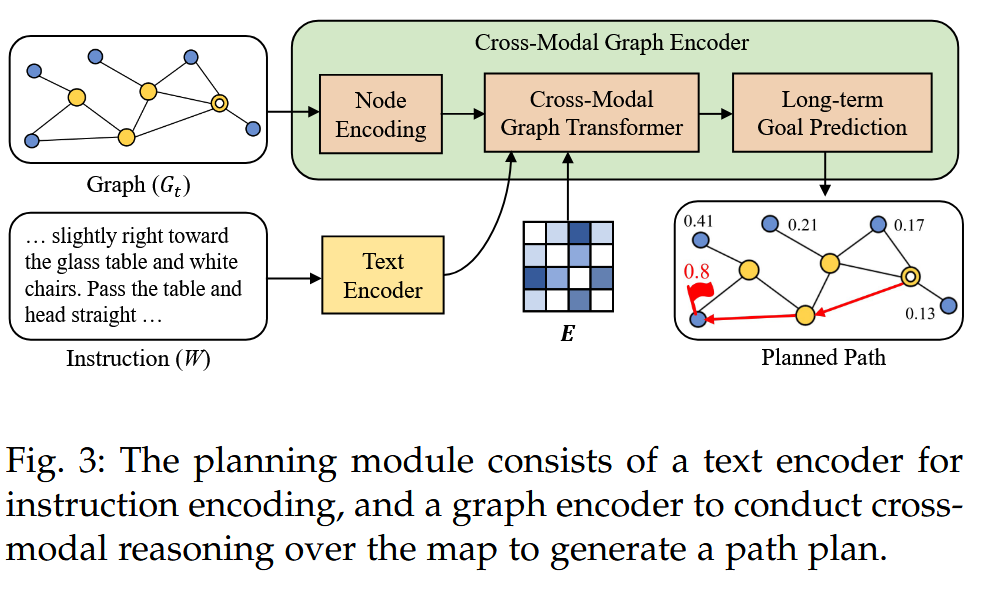 Cross-Modal Graph Encoder
Node
Encoding
Cross-Modal
Graph Transformer
Long-term
Goal Prediction
Graph (G_t)
… slightly right toward
the glass table and white
chairs. Pass the table and
head straight …
Instruction (W)
Text
Encoder
E
0.41
0.21
0.17
0.8
0.13
Planned Path
Fig. 3: The planning module consists of a text encoder for
instruction encoding, and a graph encoder to conduct cross-
modal reasoning over the map to generate a path plan.